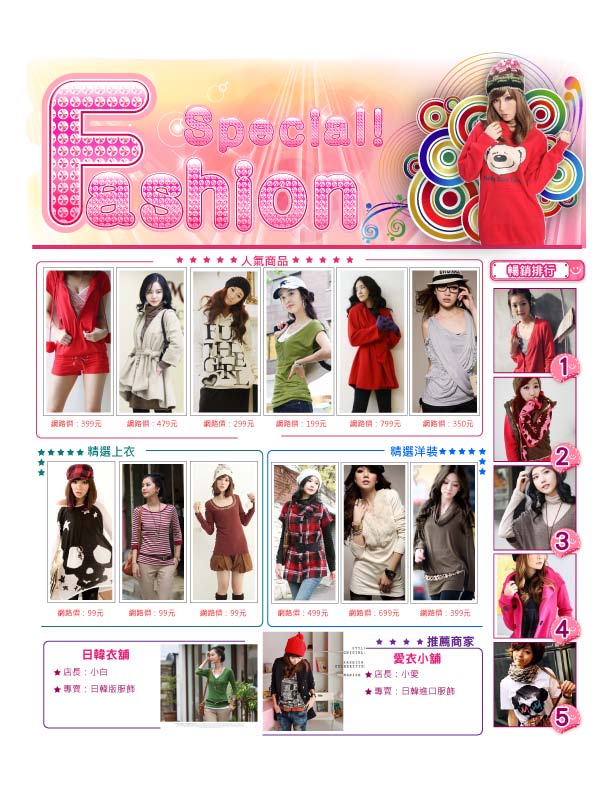 Special!
Fashion
人氣商品
網路價：399元
網路價：479元
網路價：299元
網路價：199元
網路價：799元
網路價：350元
精選上衣
網路價：99元
網路價：99元
網路價：99元
精選洋裝
網路價：499元
網路價：699元
網路價：399元
日韓衣舖
店長：小白
專賣：日韓版服飾
推薦商家
愛衣小舖
店長：小愛
專賣：日韓進口服飾
暢銷排行
1
2
3
4
5